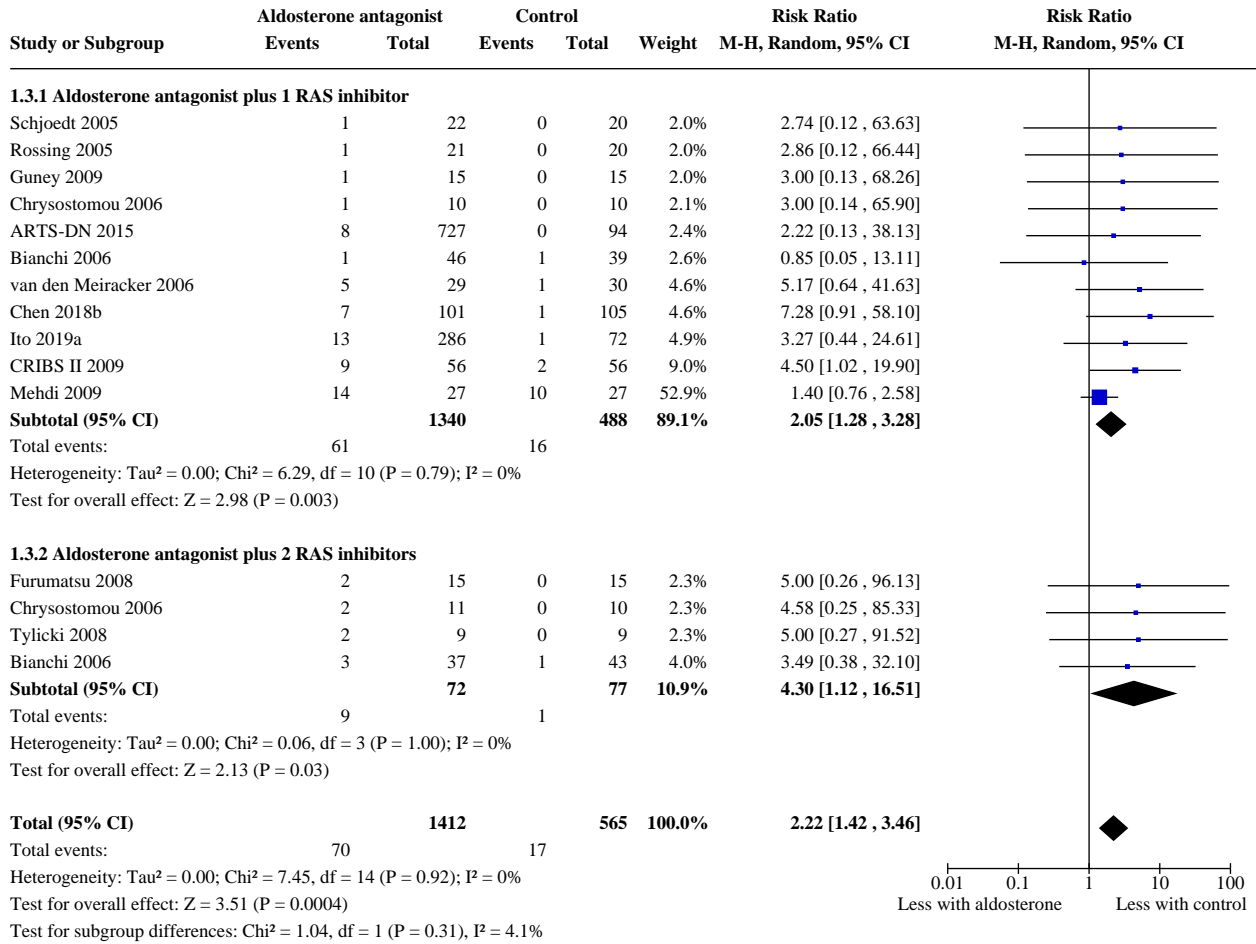 Aldosterone antagonist Control Risk Ratio Risk Ratio
Study or Subgroup Events Total Events Total Weight M-H, Random, 95% CI M-H, Random, 95% CI
1.3.1 Aldosterone antagonist plus 1 RAS inhibitor
Schjoedt 2005 1 22 0 20 2.0% 2.74 [0.12 , 63.63]
Rossing 2005 1 21 0 20 2.0% 2.86 [0.12 , 66.44]
Guney 2009 1 15 0 15 2.0% 3.00 [0.13 , 68.26]
Chrysostomou 2006 1 10 0 10 2.1% 3.00 [0.14 , 65.90]
ARTS-DN 2015 8 727 0 94 2.4% 2.22 [0.13 , 38.13]
Bianchi 2006 1 46 1 39 2.6% 0.85 [0.05 , 13.11]
van den Meiracker 2006 5 29 1 30 4.6% 5.17 [0.64 , 41.63]
Chen 2018b 7 101 1 105 4.6% 7.28 [0.91 , 58.10]
Ito 2019a 13 286 1 72 4.9% 3.27 [0.44 , 24.61]
CRIBS II 2009 9 56 2 56 9.0% 4.50 [1.02 , 19.90]
Mehdi 2009 14 27 10 27 52.9% 1.40 [0.76 , 2.58]
Subtotal (95% CI) 1340 488 89.1% 2.05 [1.28 , 3.28]
Total events: 61 16
Heterogeneity: Tau² = 0.00; Chi² = 6.29, df = 10 (P = 0.79); I² = 0%
Test for overall effect: Z = 2.98 (P = 0.003)
1.3.2 Aldosterone antagonist plus 2 RAS inhibitors
Furumatsu 2008 2 15 0 15 2.3% 5.00 [0.26 , 96.13]
Chrysostomou 2006 2 11 0 10 2.3% 4.58 [0.25 , 85.33]
Tylicki 2008 2 9 0 9 2.3% 5.00 [0.27 , 91.52]
Bianchi 2006 3 37 1 43 4.0% 3.49 [0.38 , 32.10]
Subtotal (95% CI) 72 77 10.9% 4.30 [1.12 , 16.51]
Total events: 9 1
Heterogeneity: Tau² = 0.00; Chi² = 0.06, df = 3 (P = 1.00); I² = 0%
Test for overall effect: Z = 2.13 (P = 0.03)
Total (95% CI) 1412 565 100.0% 2.22 [1.42 , 3.46]
Total events: 70 17
Heterogeneity: Tau² = 0.00; Chi² = 7.45, df = 14 (P = 0.92); I² = 0%
0.01 0.1 1 10 100
Test for overall effect: Z = 3.51 (P = 0.0004)
Less with aldosterone Less with control
Test for subgroup differences: Chi² = 1.04, df = 1 (P = 0.31), I² = 4.1%